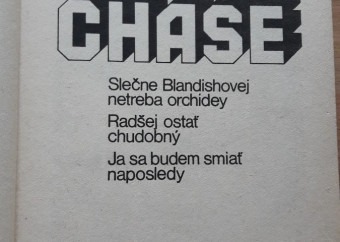 CHASE
Slečne Blandishovej
netreba orchidey
Radšej ostať
chudobný
Ja sa budem smiať
naposledy